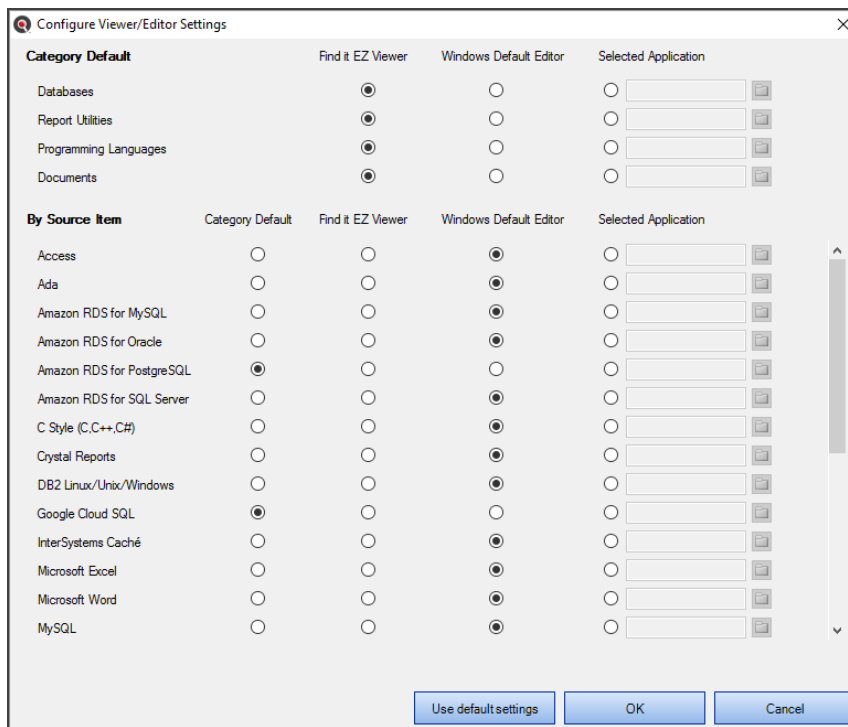 Configure Viewer/Editor Settings
Category Default Find it EZ Viewer Windows Default Editor Selected Application
Databases
Report Utilities
Programming Languages
Documents
By Source Item Category Default Find it EZ Viewer Windows Default Editor Selected Application
Access
Ada
Amazon RDS for MySQL
Amazon RDS for Oracle
Amazon RDS for PostgreSQL
Amazon RDS for SQL Server
C Style (C,C++,C#)
Crystal Reports
DB2 Linux/Unix/Windows
Google Cloud SQL
InterSystems Caché
Microsoft Excel
Microsoft Word
MySQL
Use default settings OK Cancel